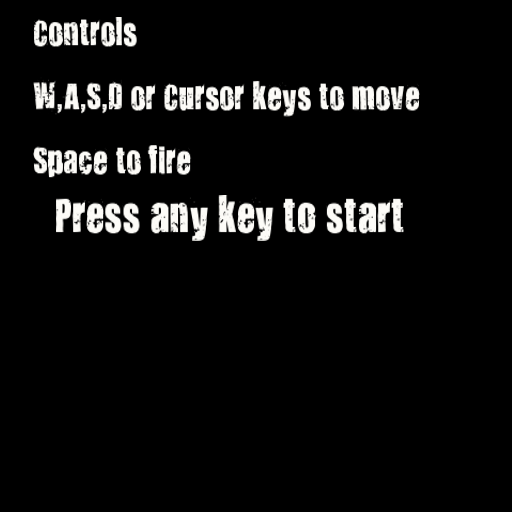 Controls
W,A,S,D or Cursor keys to move
Space to fire
Press any key to start